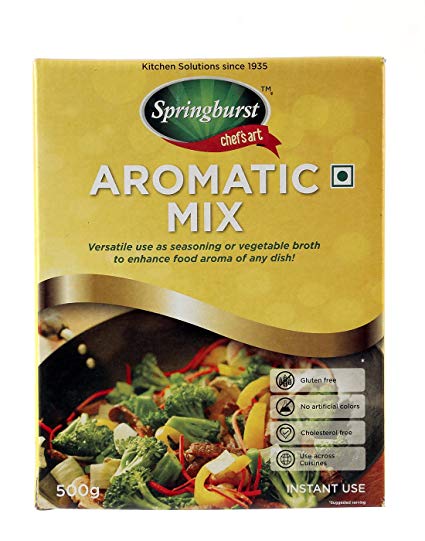 Kitchen Solutions since 1935
Springburst
TM
chef's art
AROMATIC
MIX
Versatile use as seasoning or vegetable broth
to enhance food aroma of any dish!
Gluten free
No artificial colors
Cholesterol free
Use across
Cuisines
500g
INSTANT USE
*Suggested serving